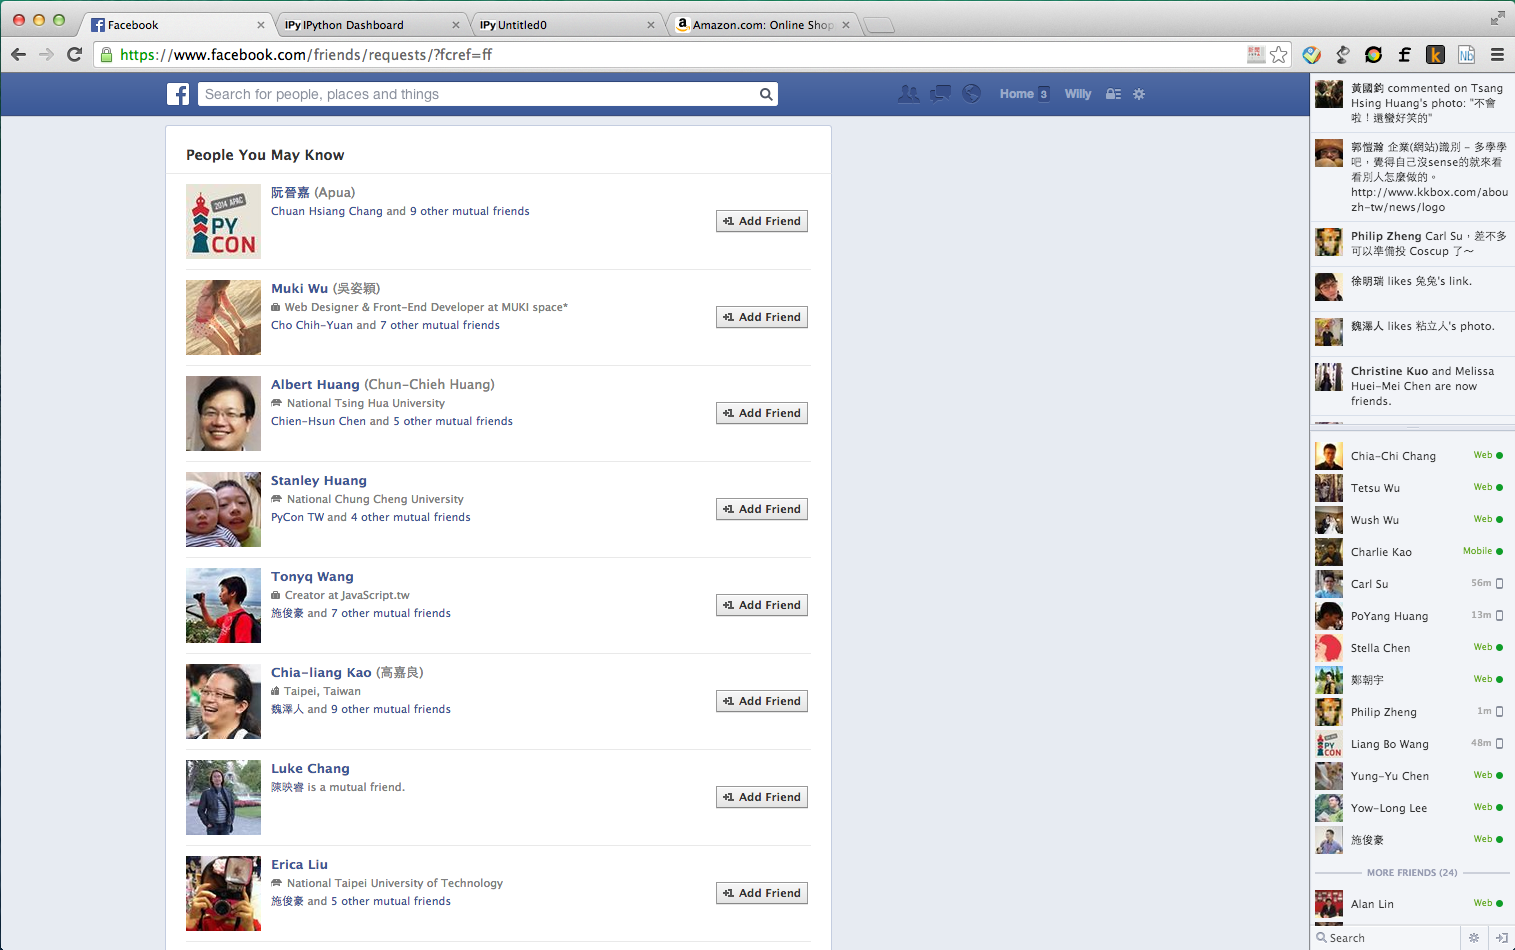 Facebook
IPy IPython Dashboard
IPy Untitled0
a Amazon.com: Online Shop
https://www.facebook.com/friends/requests/?fcref=ff
f
k
Nb
f
Search for people, places and things
Home 3
Willy
People You May Know
2014 APAC
PY
CON
阮晉嘉 (Apua)
Chuan Hsiang Chang and 9 other mutual friends
+1 Add Friend
Muki Wu (吳姿穎)
Web Designer & Front-End Developer at MUKI space*
Cho Chih-Yuan and 7 other mutual friends
+1 Add Friend
Albert Huang (Chun-Chieh Huang)
National Tsing Hua University
Chien-Hsun Chen and 5 other mutual friends
+1 Add Friend
Stanley Huang
National Chung Cheng University
PyCon TW and 4 other mutual friends
+1 Add Friend
Tonyq Wang
Creator at JavaScript.tw
施俊豪 and 7 other mutual friends
+1 Add Friend
Chia-liang Kao (高嘉良)
Taipei, Taiwan
魏澤人 and 9 other mutual friends
+1 Add Friend
Luke Chang
陳映睿 is a mutual friend.
+1 Add Friend
Erica Liu
National Taipei University of Technology
施俊豪 and 5 other mutual friends
+1 Add Friend
黃國鈞 commented on Tsang
Hsing Huang's photo: "不會
啦！還蠻好笑的"
郭愷瀚 企業(網站)識別 – 多學學
吧，覺得自己沒sense的就來看
看別人怎麼做的。
http://www.kkbox.com/abou
zh-tw/news/logo
Philip Zheng Carl Su，差不多
可以準備投 Coscup 了～
徐明瑞 likes 兔兔's link.
魏澤人 likes 粘立人's photo.
Christine Kuo and Melissa
Huei-Mei Chen are now
friends.
Chia-Chi Chang Web
Tetsu Wu Web
Wush Wu Web
Charlie Kao Mobile
Carl Su 56m
PoYang Huang 13m
Stella Chen Web
鄭朝宇 Web
Philip Zheng 1m
PY
CON
Liang Bo Wang 48m
Yung-Yu Chen Web
Yow-Long Lee Web
施俊豪 Web
MORE FRIENDS (24)
Alan Lin Web
Search